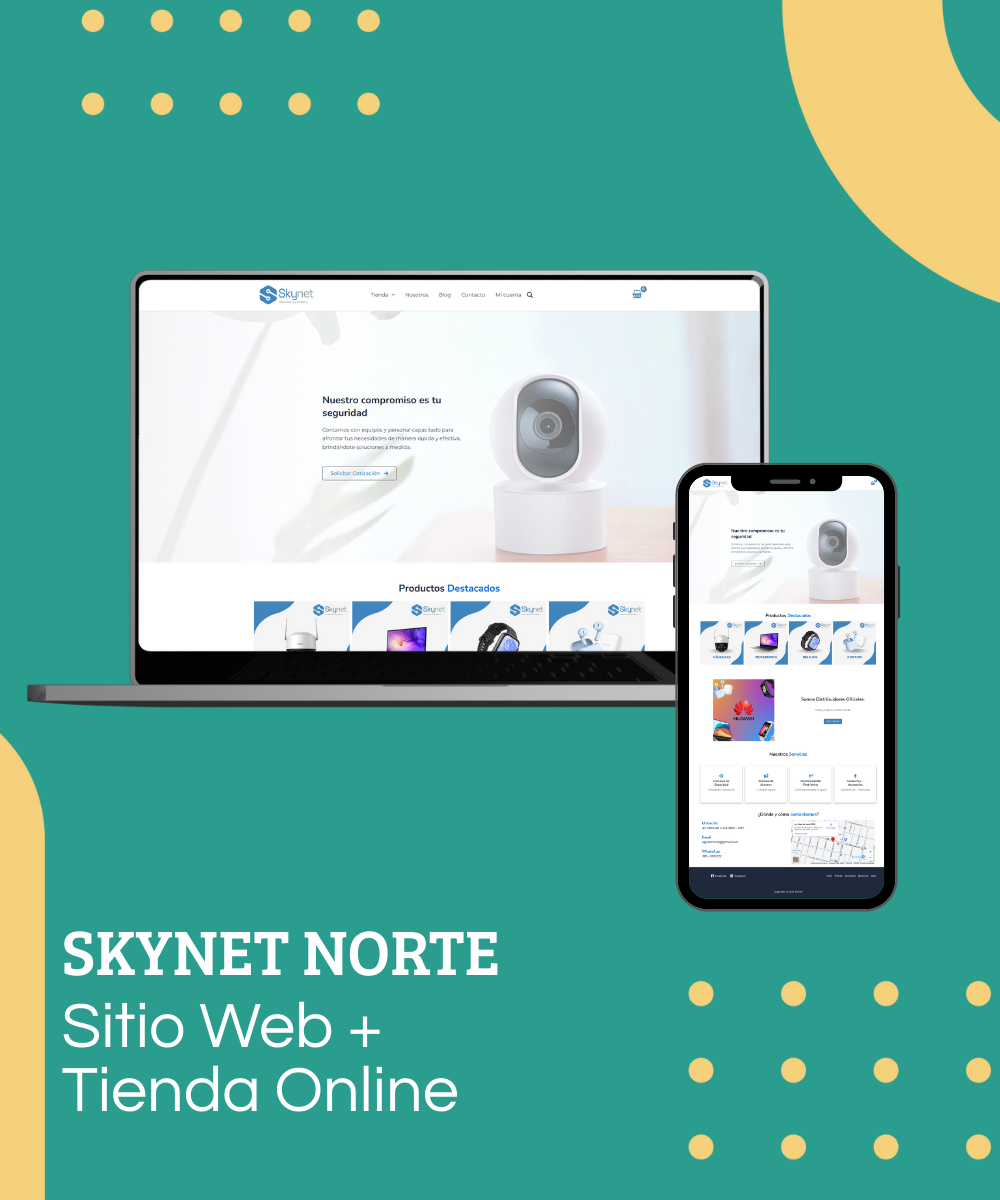 Skynet
Tienda
Nosotros
Blog
Contacto
Mi cuenta
0
Nuestro compromiso es tu
seguridad
Contamos con equipos y personal capacitado para
afrontar tus necesidades de manera rápida y efectiva,
brindándote soluciones a medida.
Solicitar Cotización
Productos Destacados
Skynet
Skynet
Skynet
Skynet
Skynet
Nuestro compromiso es tu
seguridad
Productos Destacados
HUAWEI
Somos Distribuidores Oficiales.
Nuestros Servicios
¿Dónde y cómo contactarnos?
Ubicación
Email
WhatsApp
SKYNET NORTE
Sitio Web +
Tienda Online